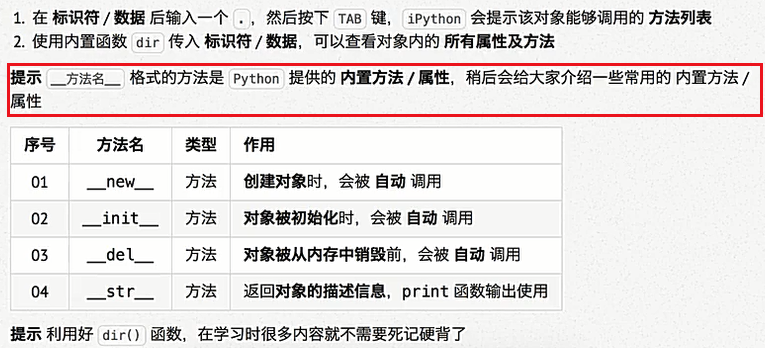 1. 在 标识符 / 数据 后输入一个 . ，然后按下 TAB 键，iPython 会提示该对象能够调用的 方法列表
2. 使用内置函数 dir 传入 标识符 / 数据，可以查看对象内的 所有属性及方法
提示 __方法名__ 格式的方法是 Python 提供的 内置方法 / 属性，稍后会给大家介绍一些常用的 内置方法 /
属性
序号 方法名 类型 作用
01 __new__ 方法 创建对象时，会被 自动 调用
02 __init__ 方法 对象被初始化时，会被 自动 调用
03 __del__ 方法 对象被从内存中销毁前，会被 自动 调用
04 __str__ 方法 返回对象的描述信息，print 函数输出使用
提示 利用好 dir() 函数，在学习时很多内容就不需要死记硬背了